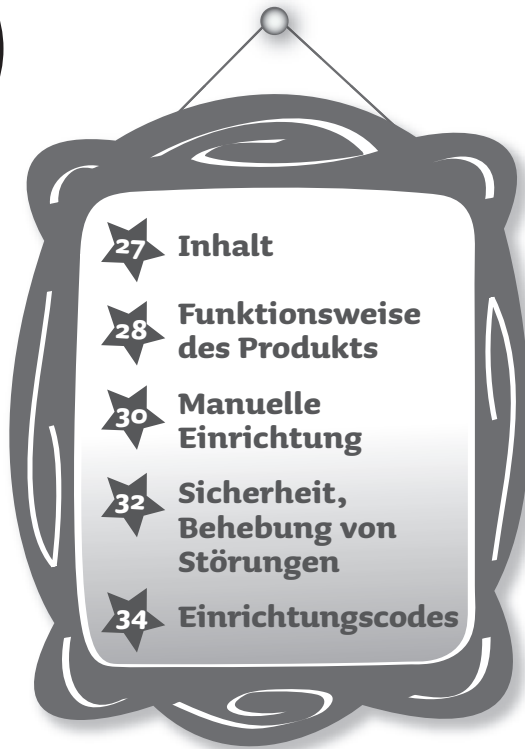 27 Inhalt
28 Funktionsweise
des Produkts
30 Manuelle
Einrichtung
32 Sicherheit,
Behebung von
Störungen
34 Einrichtungscodes